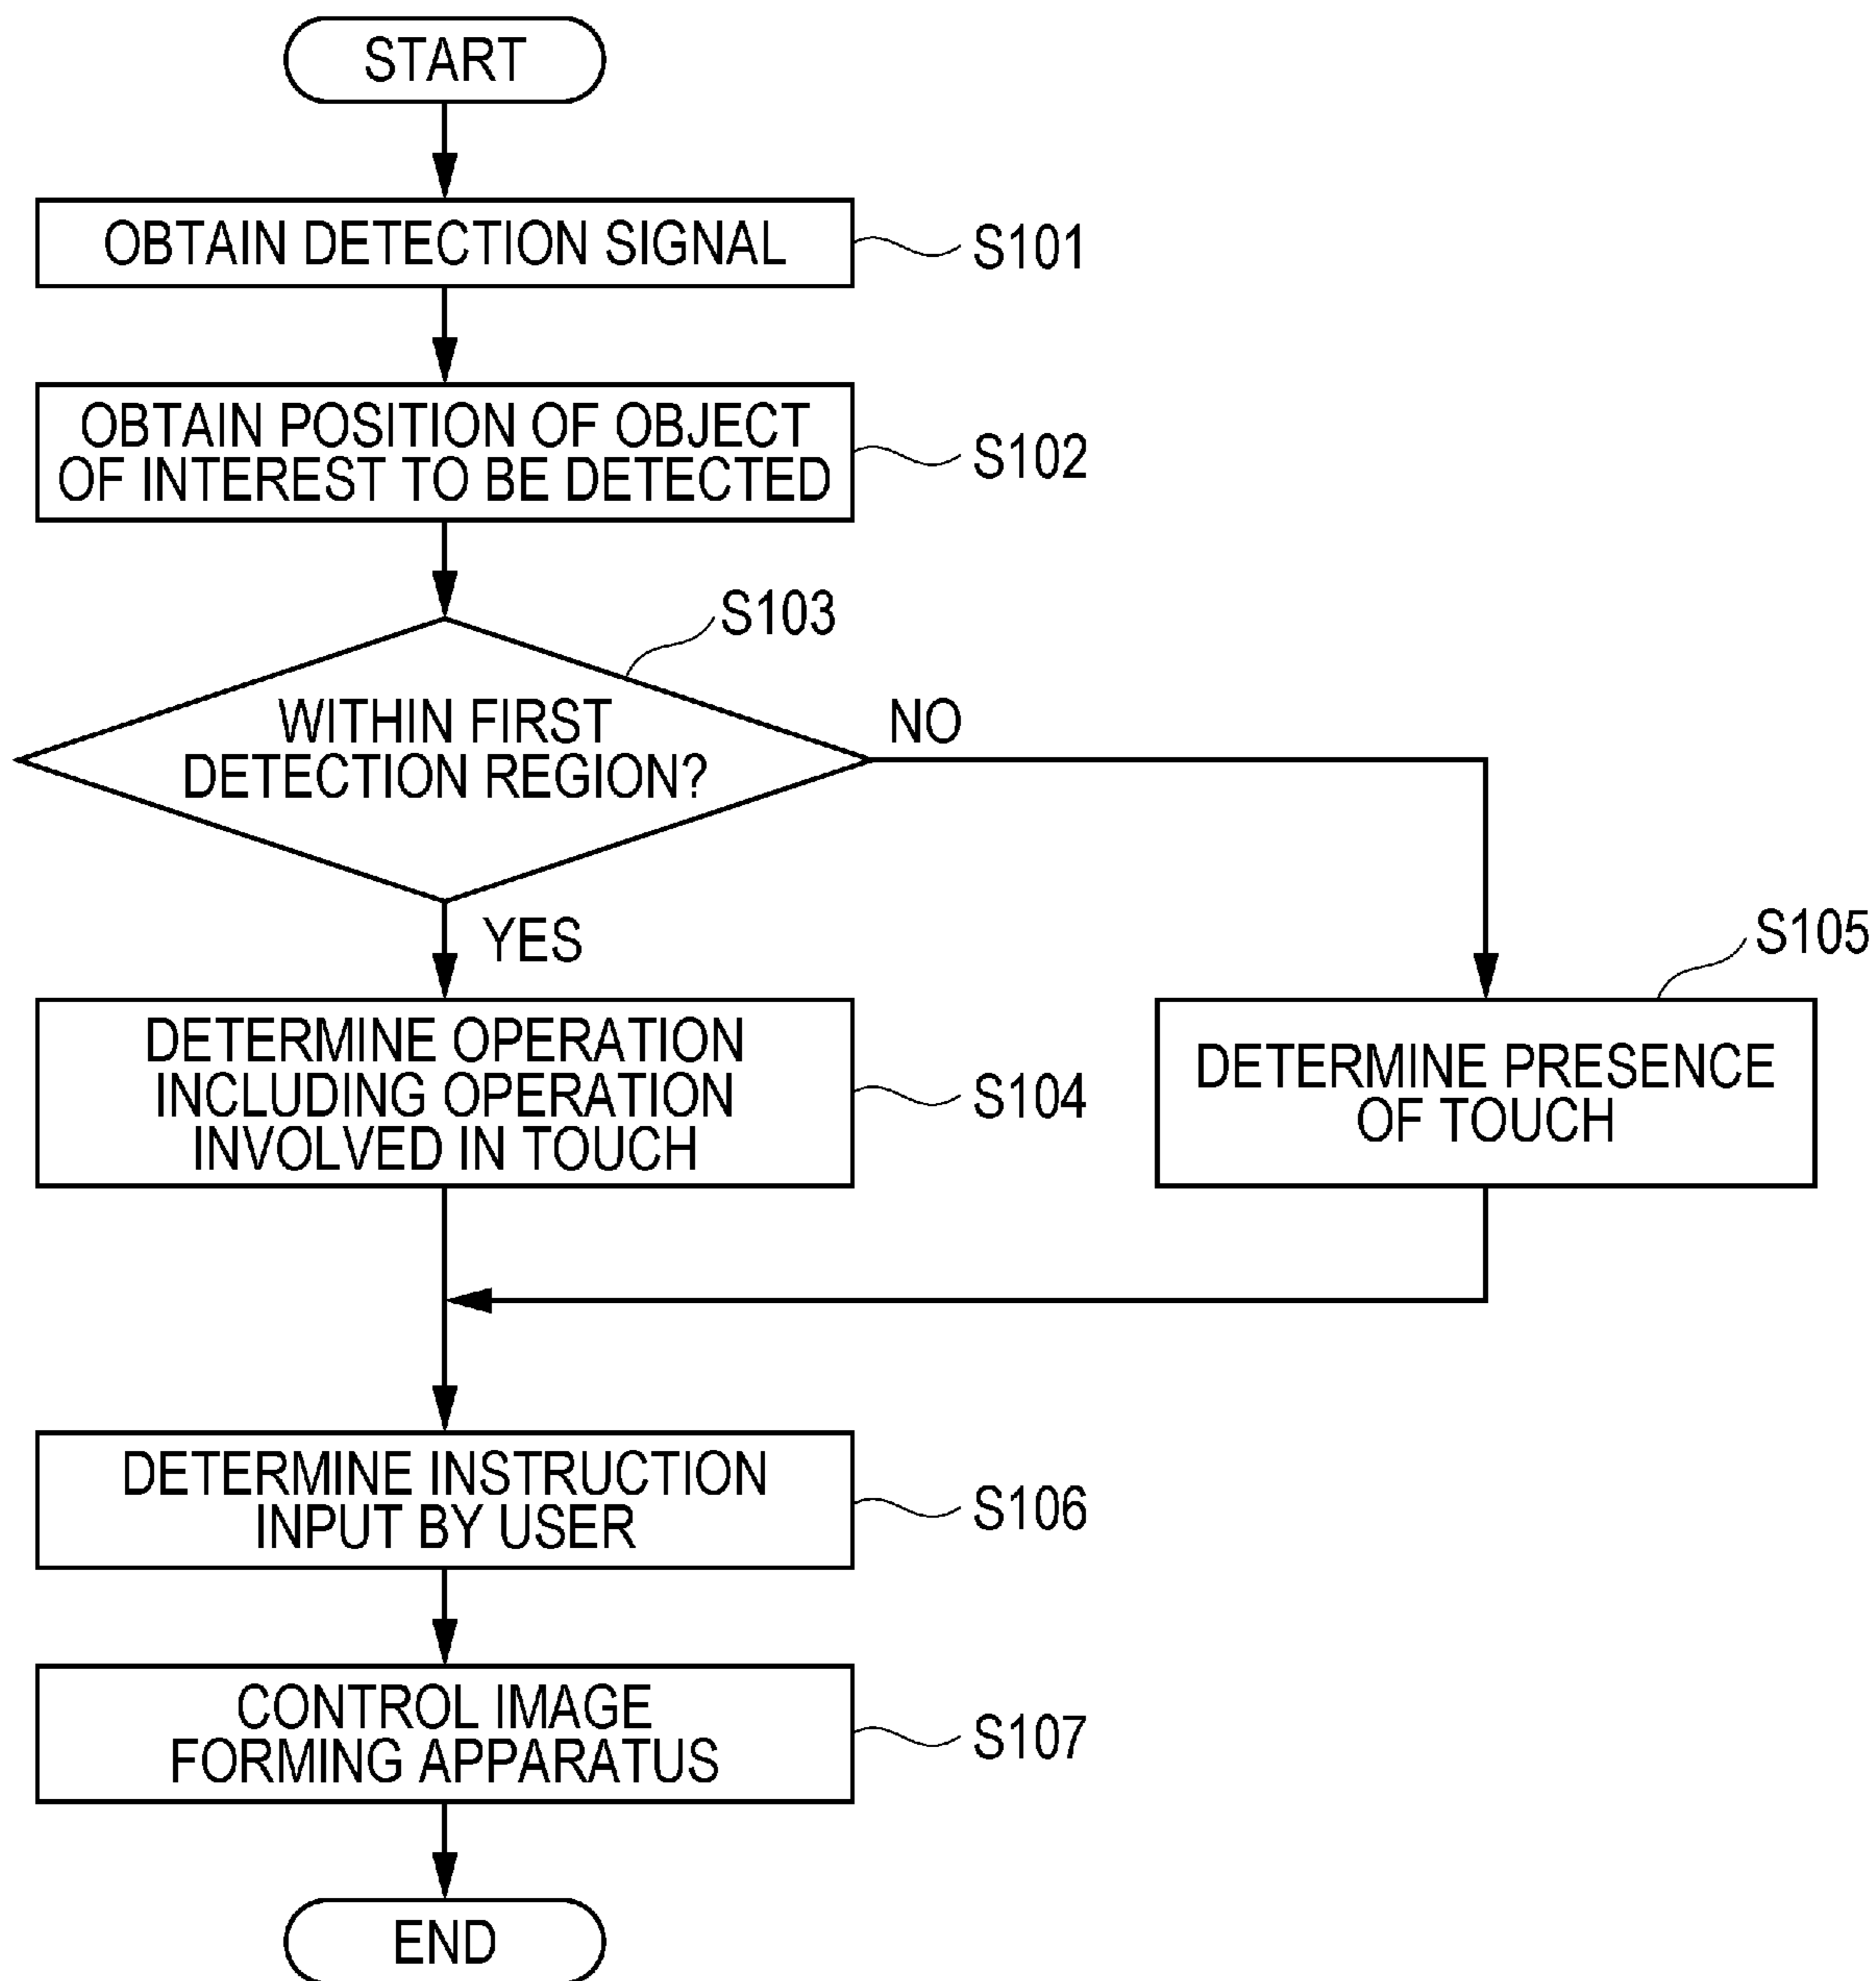 START
OBTAIN DETECTION SIGNAL
S101
OBTAIN POSITION OF OBJECT
OF INTEREST TO BE DETECTED
S102
S103
WITHIN FIRST
DETECTION REGION?
NO
YES
DETERMINE OPERATION
INCLUDING OPERATION
INVOLVED IN TOUCH
S104
S105
DETERMINE PRESENCE
OF TOUCH
DETERMINE INSTRUCTION
INPUT BY USER
S106
CONTROL IMAGE
FORMING APPARATUS
S107
END